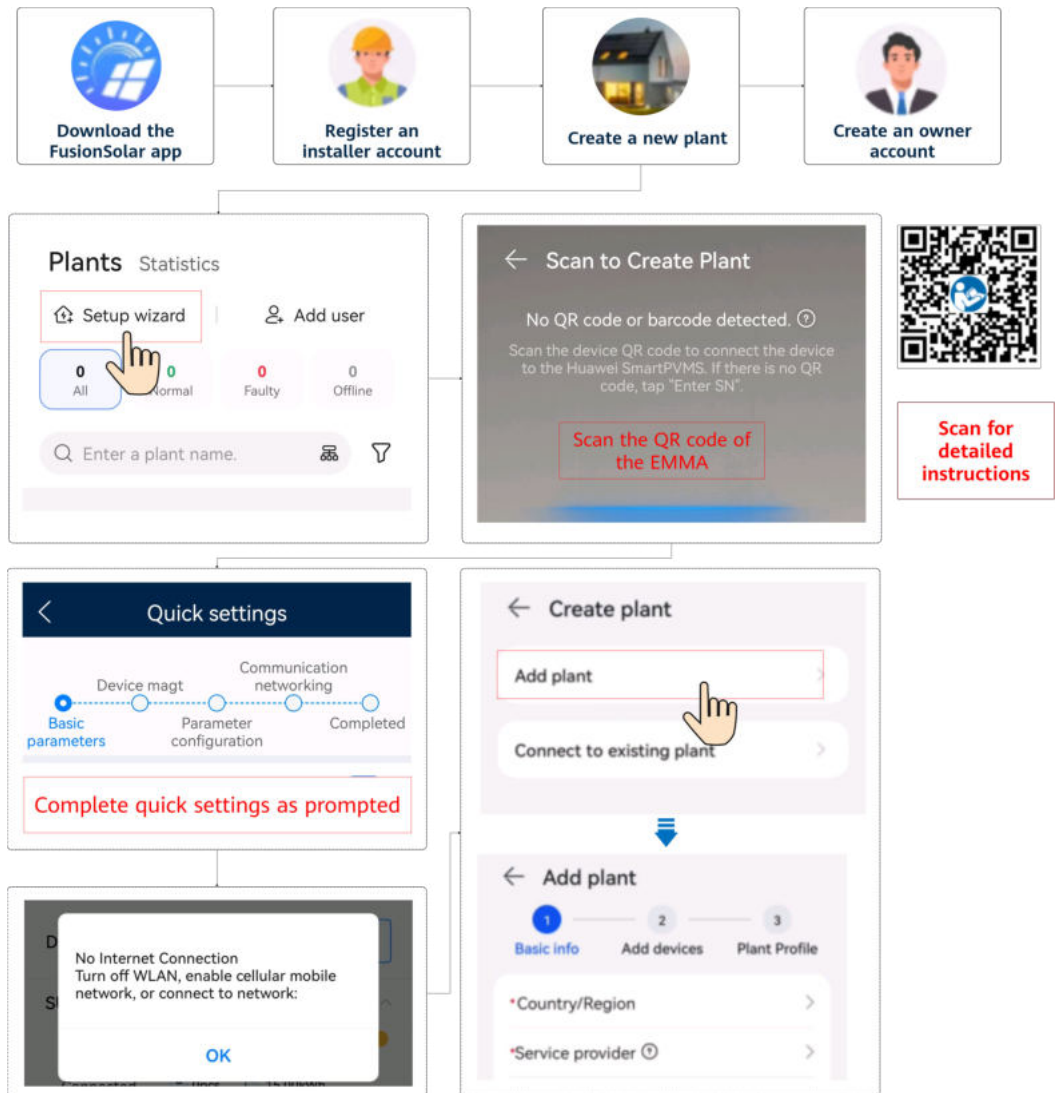 Download the
FusionSolar app
Register an
installer account
Create a new plant
Create an owner
account
Plants Statistics
Setup wizard
Add user
0
All
0
Normal
0
Faulty
0
Offline
Enter a plant name.
Scan to Create Plant
No QR code or barcode detected.
Scan the device QR code to connect the device
to the Huawei SmartPVMS. If there is no QR
code, tap "Enter SN".
Scan the QR code of
the EMMA
Scan for
detailed
instructions
Quick settings
Basic
parameters
Device magt
Parameter
configuration
Communication
networking
Completed
Complete quick settings as prompted
No Internet Connection
Turn off WLAN, enable cellular mobile
network, or connect to network:
OK
Create plant
Add plant
Connect to existing plant
Add plant
1
Basic info
2
Add devices
3
Plant Profile
*Country/Region
*Service provider